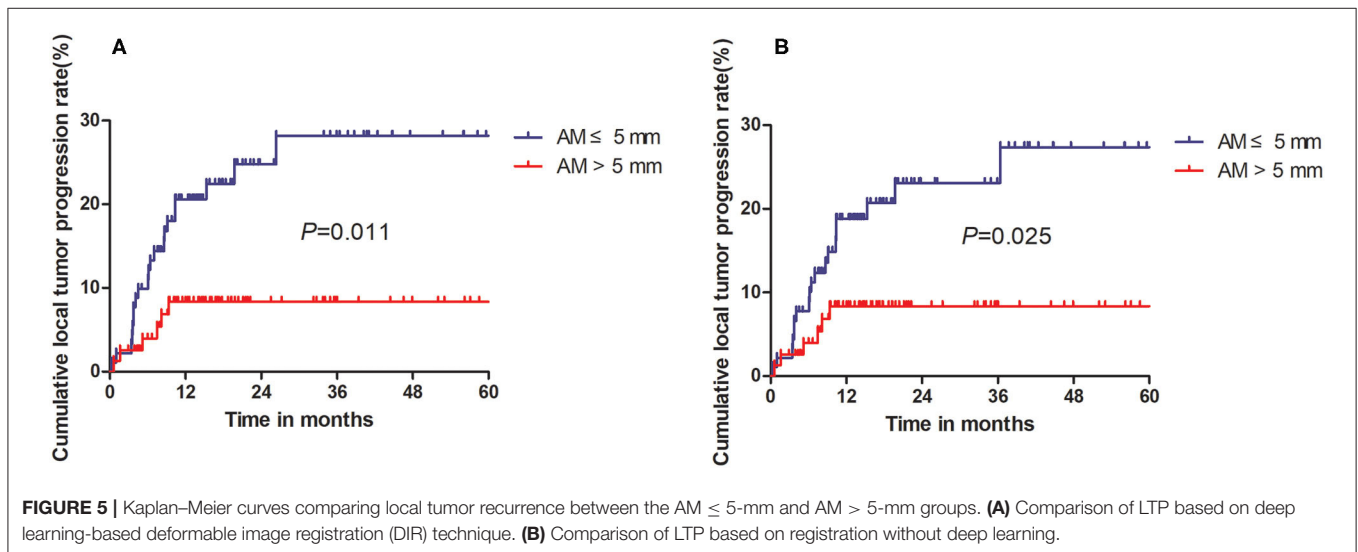 A
Cumulative local tumor progression rate(%)
30
20
10
0
0 12 24 36 48 60
Time in months
P=0.011
AM ≤ 5 mm
AM > 5 mm
B
Cumulative local tumor progression rate(%)
30
20
10
0
0 12 24 36 48 60
Time in months
P=0.025
AM ≤ 5 mm
AM > 5 mm
FIGURE 5 | Kaplan–Meier curves comparing local tumor recurrence between the AM ≤ 5-mm and AM > 5-mm groups. (A) Comparison of LTP based on deep
learning-based deformable image registration (DIR) technique. (B) Comparison of LTP based on registration without deep learning.